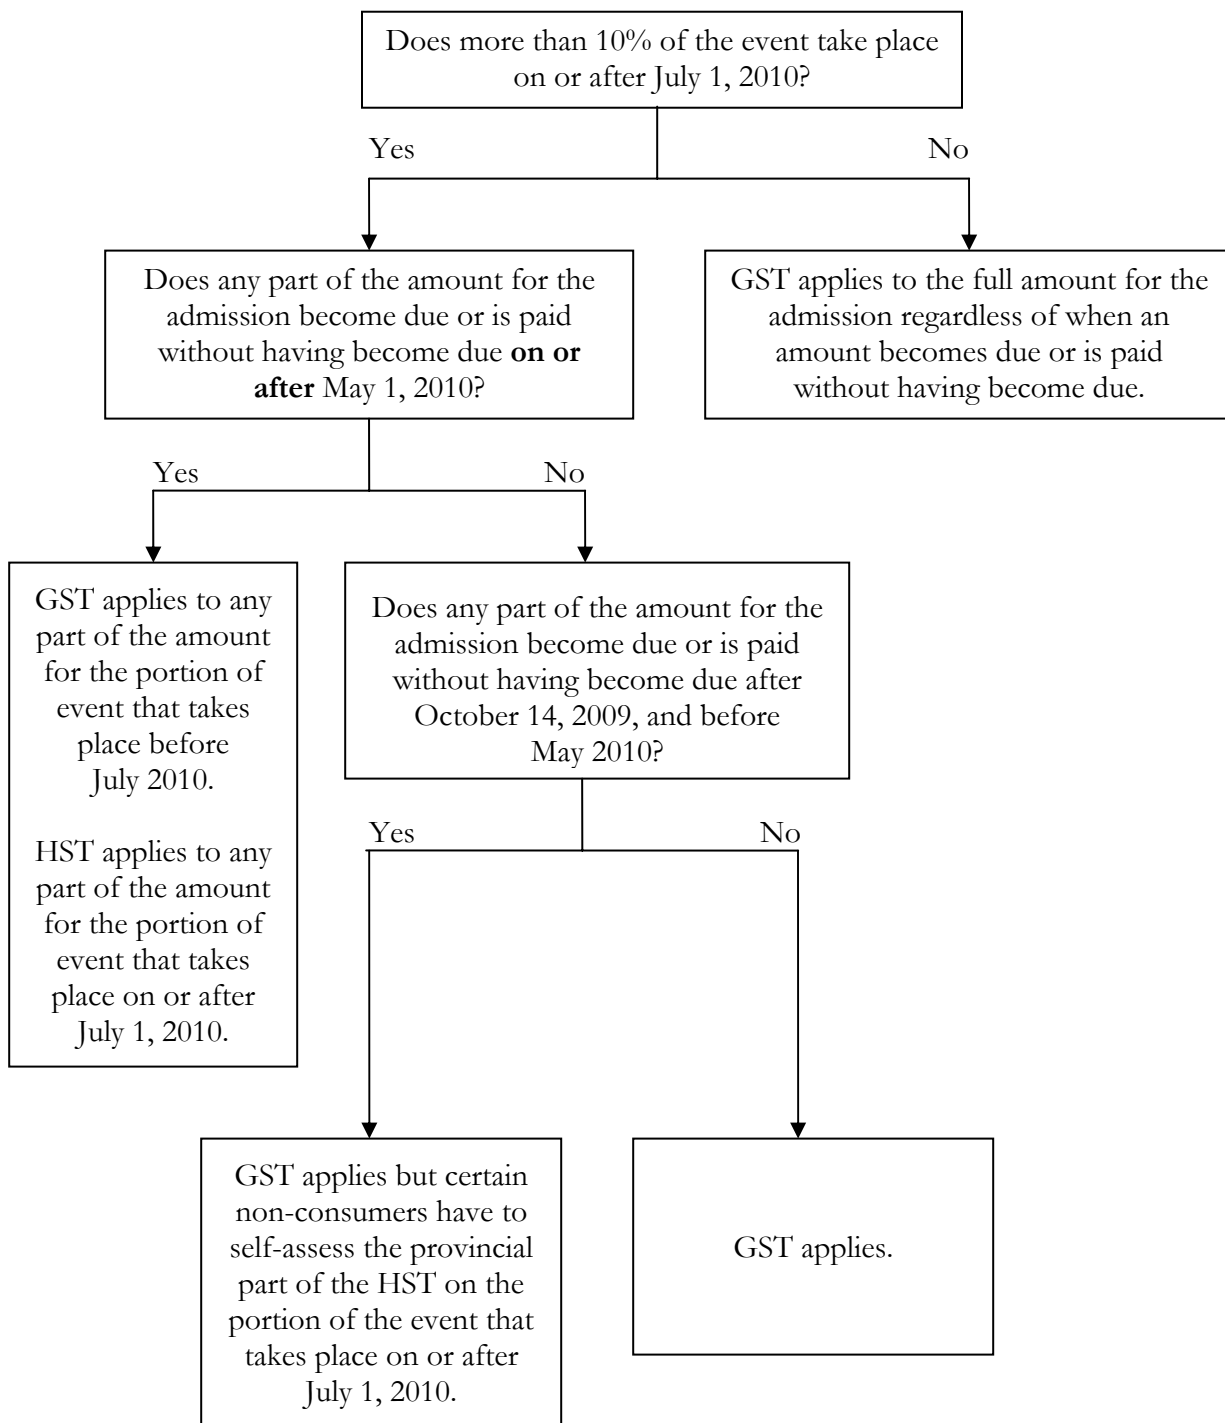 Does more than 10% of the event take place
on or after July 1, 2010?
Yes
No
Does any part of the amount for the
admission become due or is paid
without having become due on or
after May 1, 2010?
GST applies to the full amount for the
admission regardless of when an
amount becomes due or is paid
without having become due.
Yes
No
GST applies to any
part of the amount
for the portion of
event that takes
place before
July 2010.
HST applies to any
part of the amount
for the portion of
event that takes
place on or after
July 1, 2010.
Does any part of the amount for the
admission become due or is paid
without having become due after
October 14, 2009, and before
May 2010?
Yes
No
GST applies but certain
non-consumers have to
self-assess the provincial
part of the HST on the
portion of the event that
takes place on or after
July 1, 2010.
GST applies.